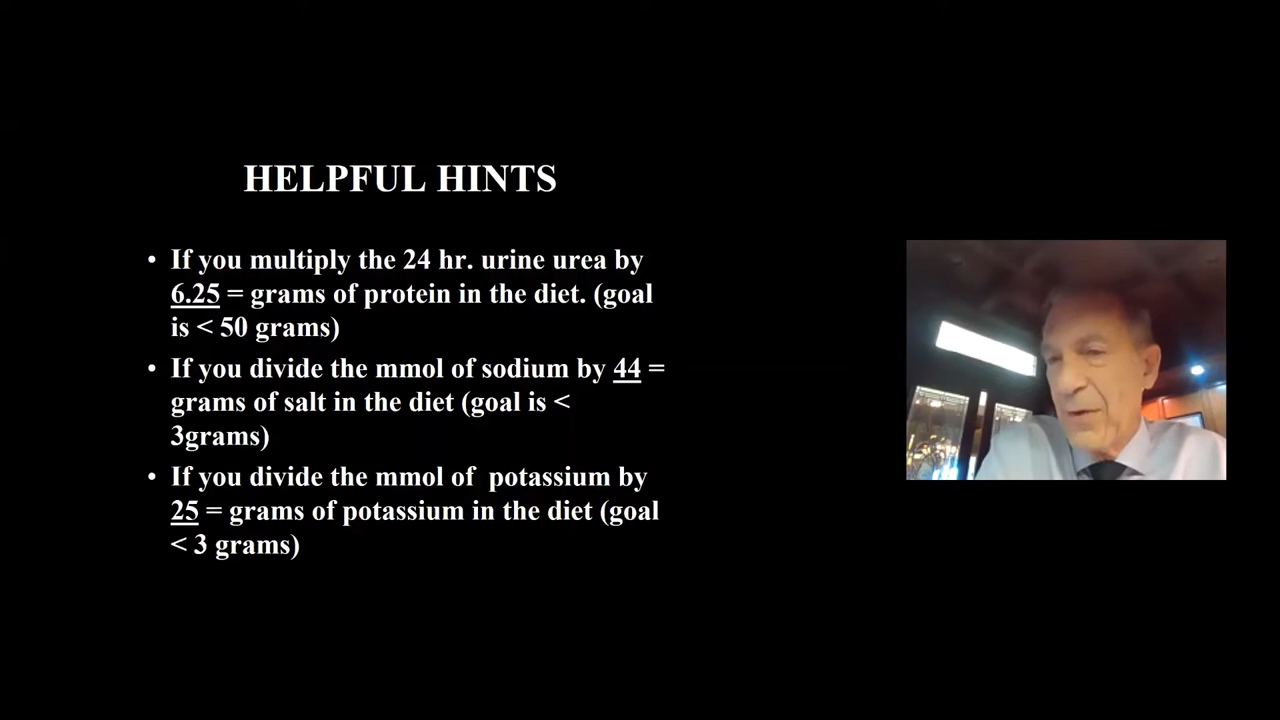 HELPFUL HINTS
• If you multiply the 24 hr. urine urea by
6.25 = grams of protein in the diet. (goal
is < 50 grams)
• If you divide the mmol of sodium by 44 =
grams of salt in the diet (goal is <
3grams)
• If you divide the mmol of  potassium by
25 = grams of potassium in the diet (goal
< 3 grams)